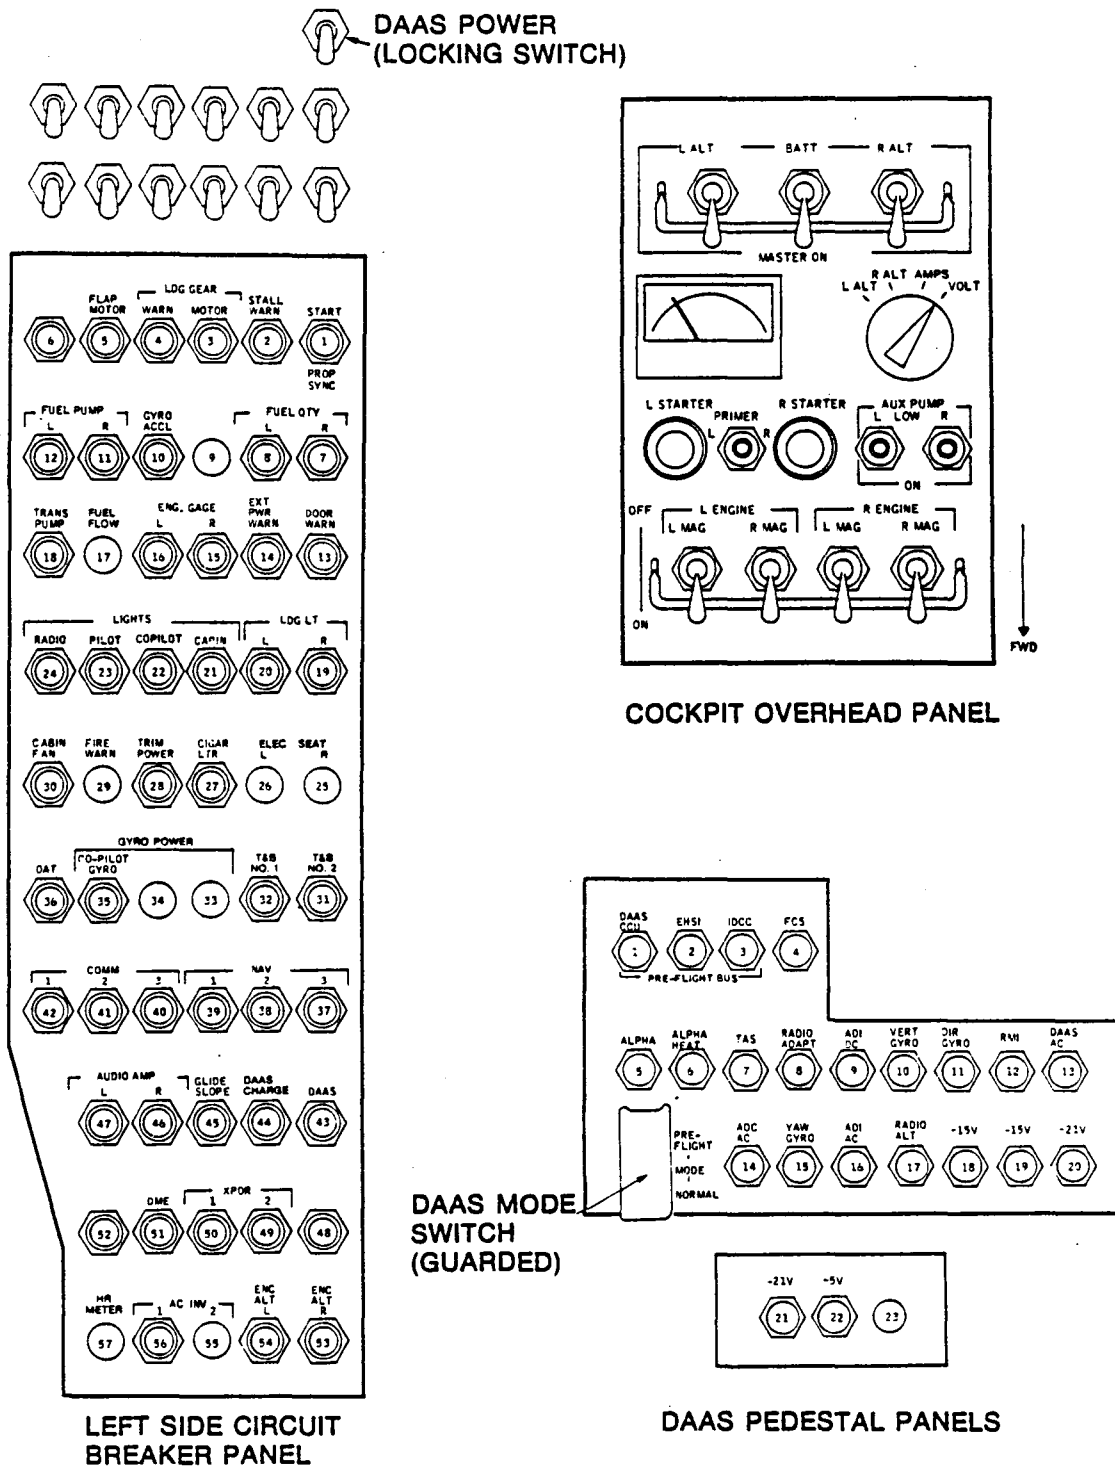 DAAS POWER
(LOCKING SWITCH)
LDG GEAR
FLAP MOTOR WARN MOTOR STALL WARN START
6 5 4 3 2 1
PROP SYNC
FUEL PUMP GYRO ACCL FUEL QTY
L R L R
12 11 10 9 8 7
TRANS PUMP FUEL FLOW ENG. GAGE EXT PWR WARN DOOR WARN
L R
18 17 16 15 14 13
LIGHTS LDG LT
RADIO PILOT COPILOT CABIN L R
24 23 22 21 20 19
CABIN FAN FIRE WARN TRIM POWER CIGAR LTR ELEC SEAT
L R
30 29 28 27 26 25
GYRO POWER
OAT CO-PILOT GYRO T&B NO. 1 T&B NO. 2
36 35 34 33 32 31
COMM NAV
1 2 3 1 2 3
42 41 40 39 38 37
AUDIO AMP GLIDE SLOPE DAAS CHARGE DAAS
L R
47 46 45 44 43
DME XPDR
1 2
52 51 50 49 48
HR METER AC INV ENC ALT L ENC ALT R
1 2
57 56 55 54 53
LEFT SIDE CIRCUIT
BREAKER PANEL
L ALT BATT R ALT
MASTER ON
R ALT AMPS
L ALT VOLT
L STARTER R STARTER AUX PUMP
PRIMER L LOW R
L R
ON
OFF L ENGINE R ENGINE
L MAG R MAG L MAG R MAG
ON
FWD
COCKPIT OVERHEAD PANEL
DAAS CCU EHSI IDCC FCS
1 2 3 4
PRE-FLIGHT BUS
ALPHA ALPHA HEAT TAS RADIO ADAPT ADI DC VERT GYRO DIR GYRO RMI DAAS AC
5 6 7 8 9 10 11 12 13
PRE-FLIGHT
MODE
NORMAL
ADC AC YAW GYRO ADI AC RADIO ALT -15V -15V -21V
14 15 16 17 18 19 20
DAAS MODE
SWITCH
(GUARDED)
-21V -5V
21 22 23
DAAS PEDESTAL PANELS